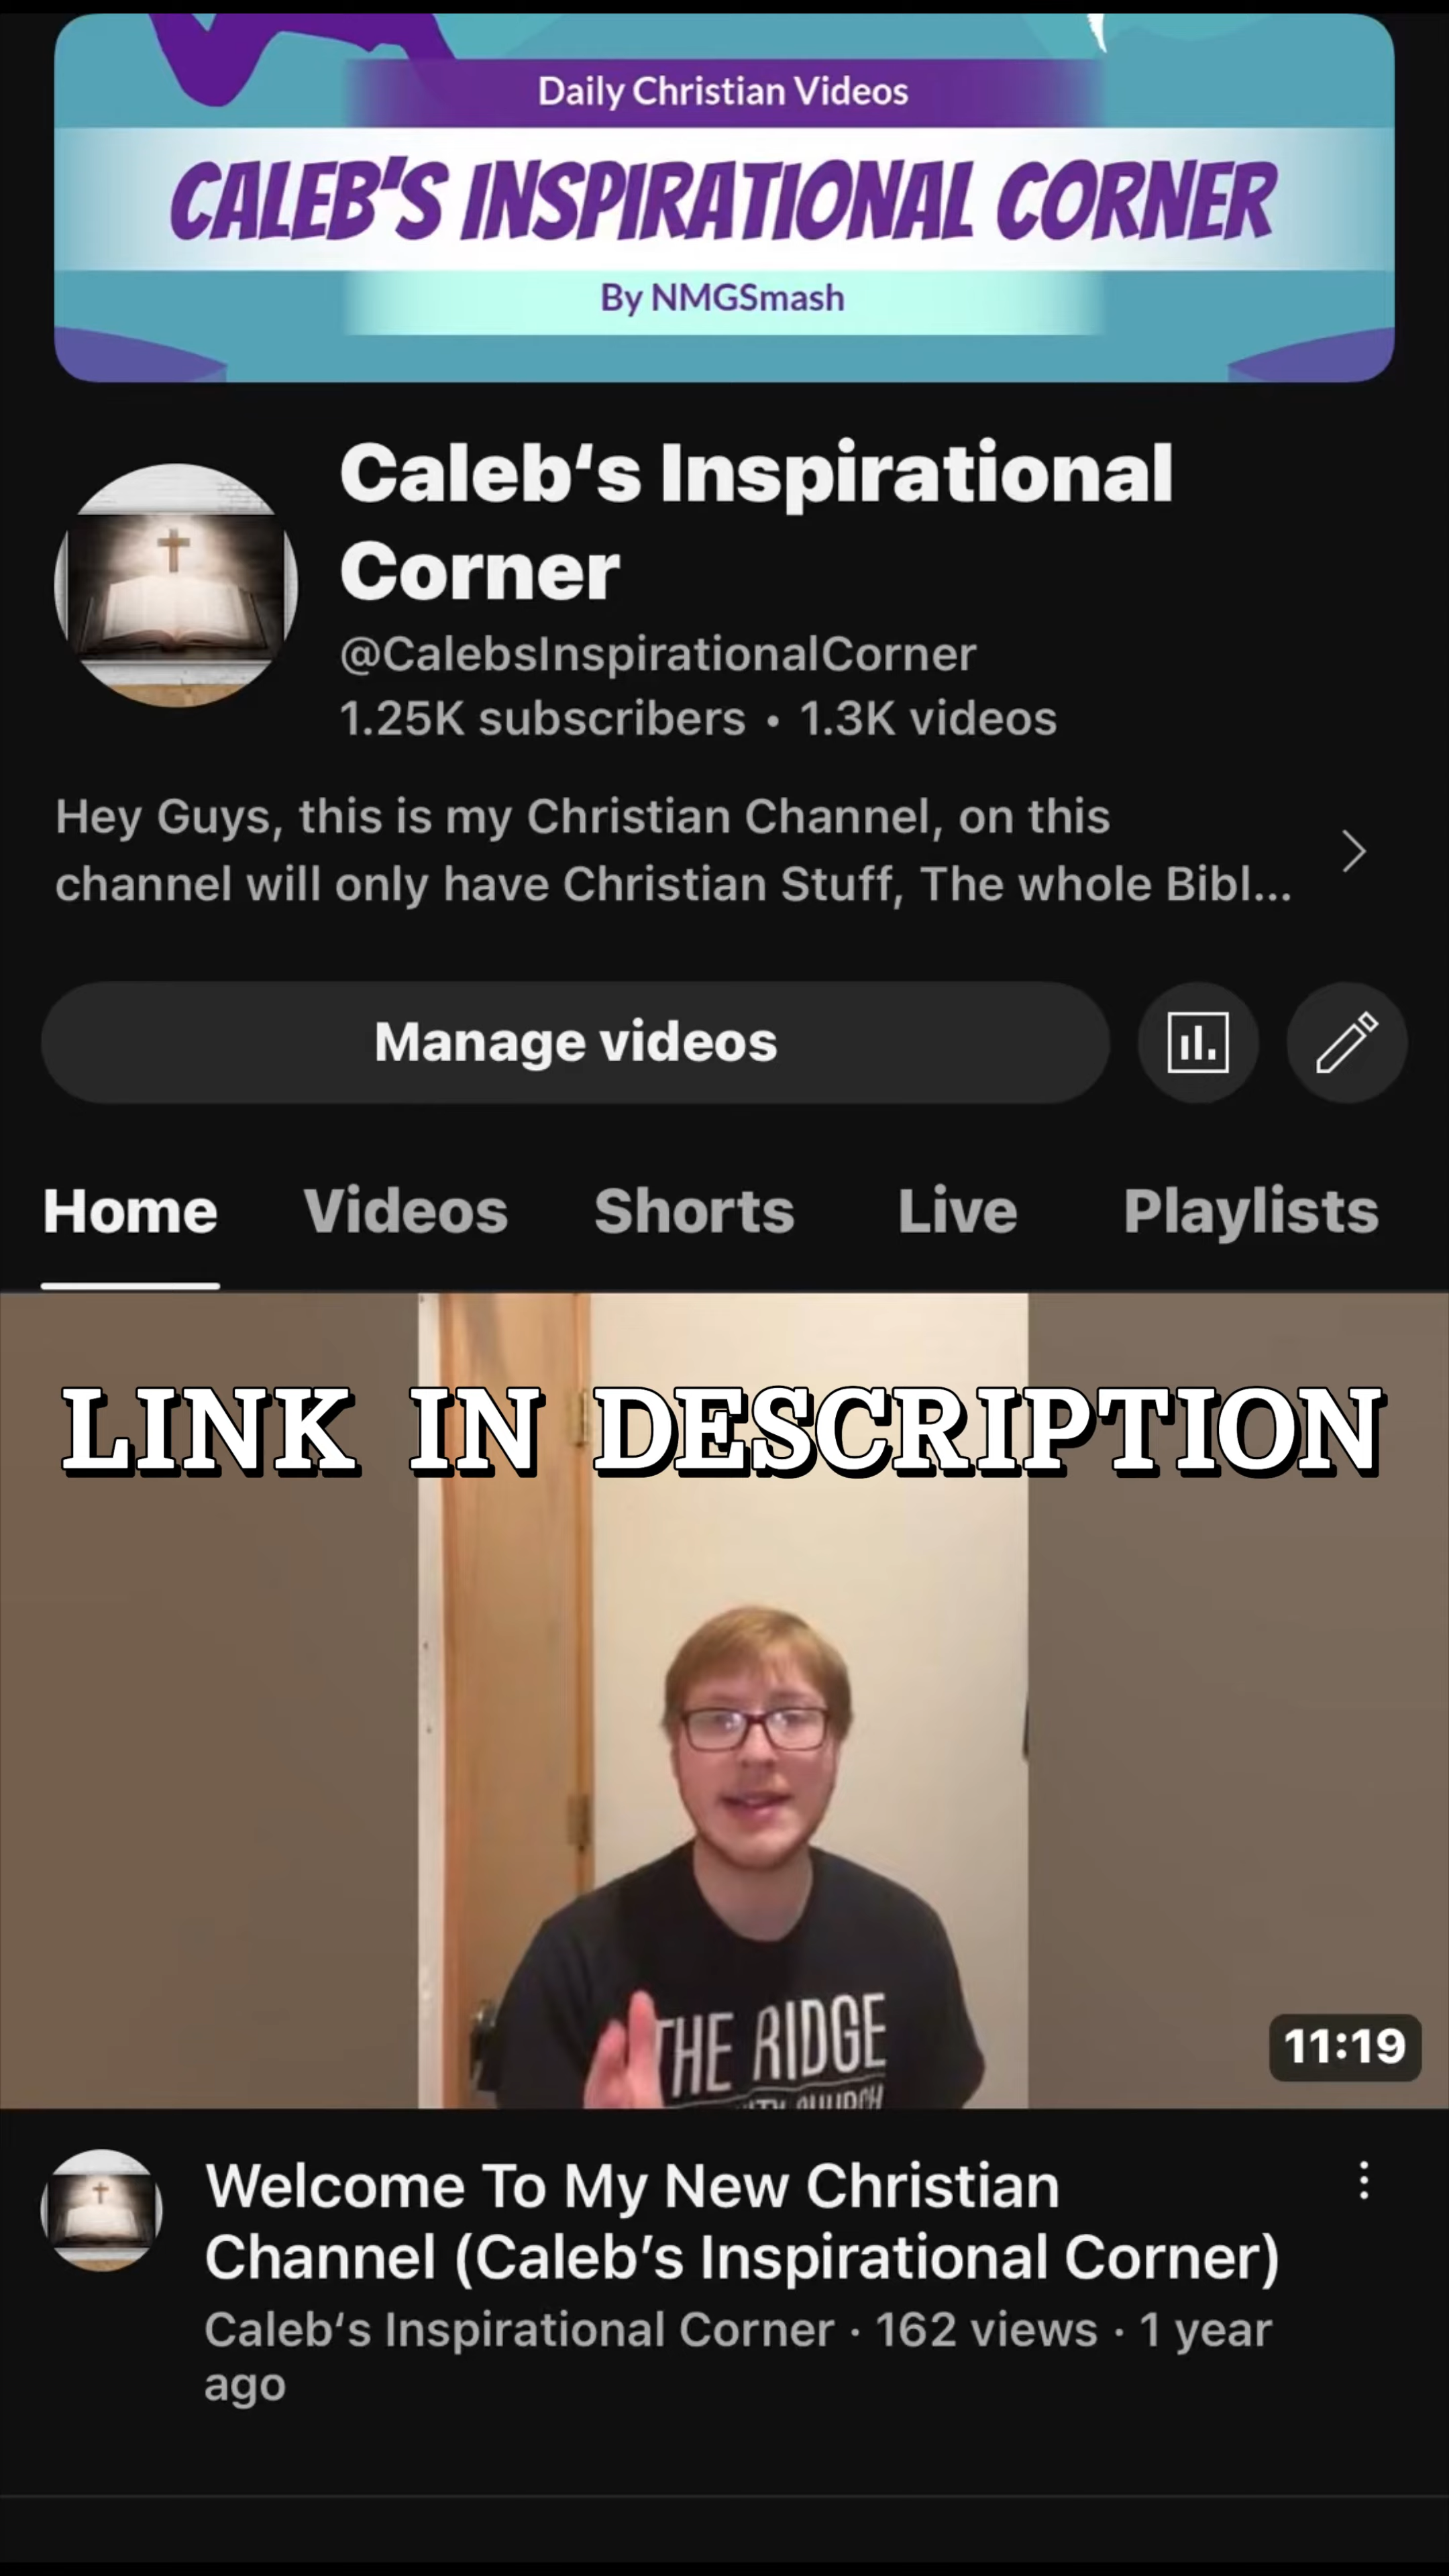 Daily Christian Videos
CALEB'S INSPIRATIONAL CORNER
By NMGSmash
Caleb‘s Inspirational
Corner
@CalebsInspirationalCorner
1.25K subscribers • 1.3K videos
Hey Guys, this is my Christian Channel, on this
channel will only have Christian Stuff, The whole Bibl...
Manage videos
Home Videos Shorts Live Playlists
LINK IN DESCRIPTION
THE RIDGE
CHURCH
11:19
Welcome To My New Christian
Channel (Caleb’s Inspirational Corner)
Caleb‘s Inspirational Corner · 162 views · 1 year
ago